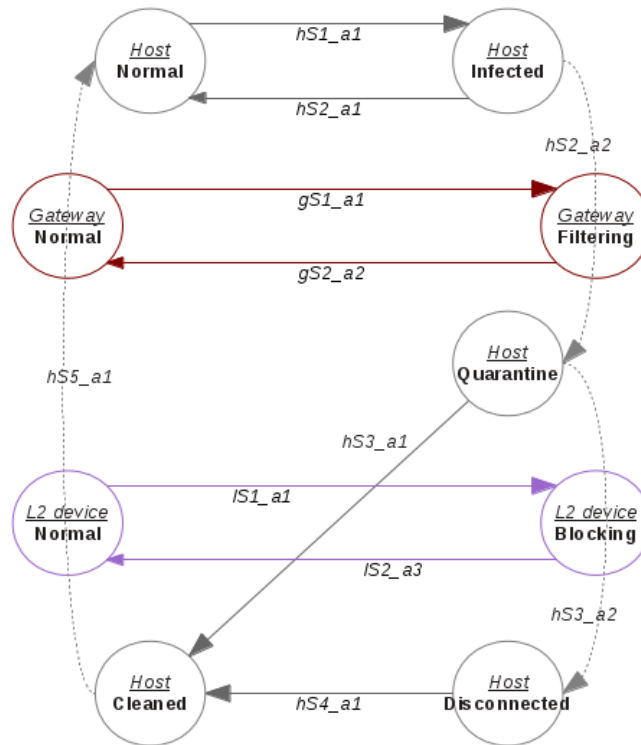 hS1_a1
Host
Normal
Host
Infected
hS2_a1
hS2_a2
gS1_a1
Gateway
Normal
Gateway
Filtering
gS2_a2
Host
Quarantine
hS5_a1
hS3_a1
lS1_a1
L2 device
Normal
L2 device
Blocking
lS2_a3
hS3_a2
Host
Cleaned
Host
Disconnected
hS4_a1